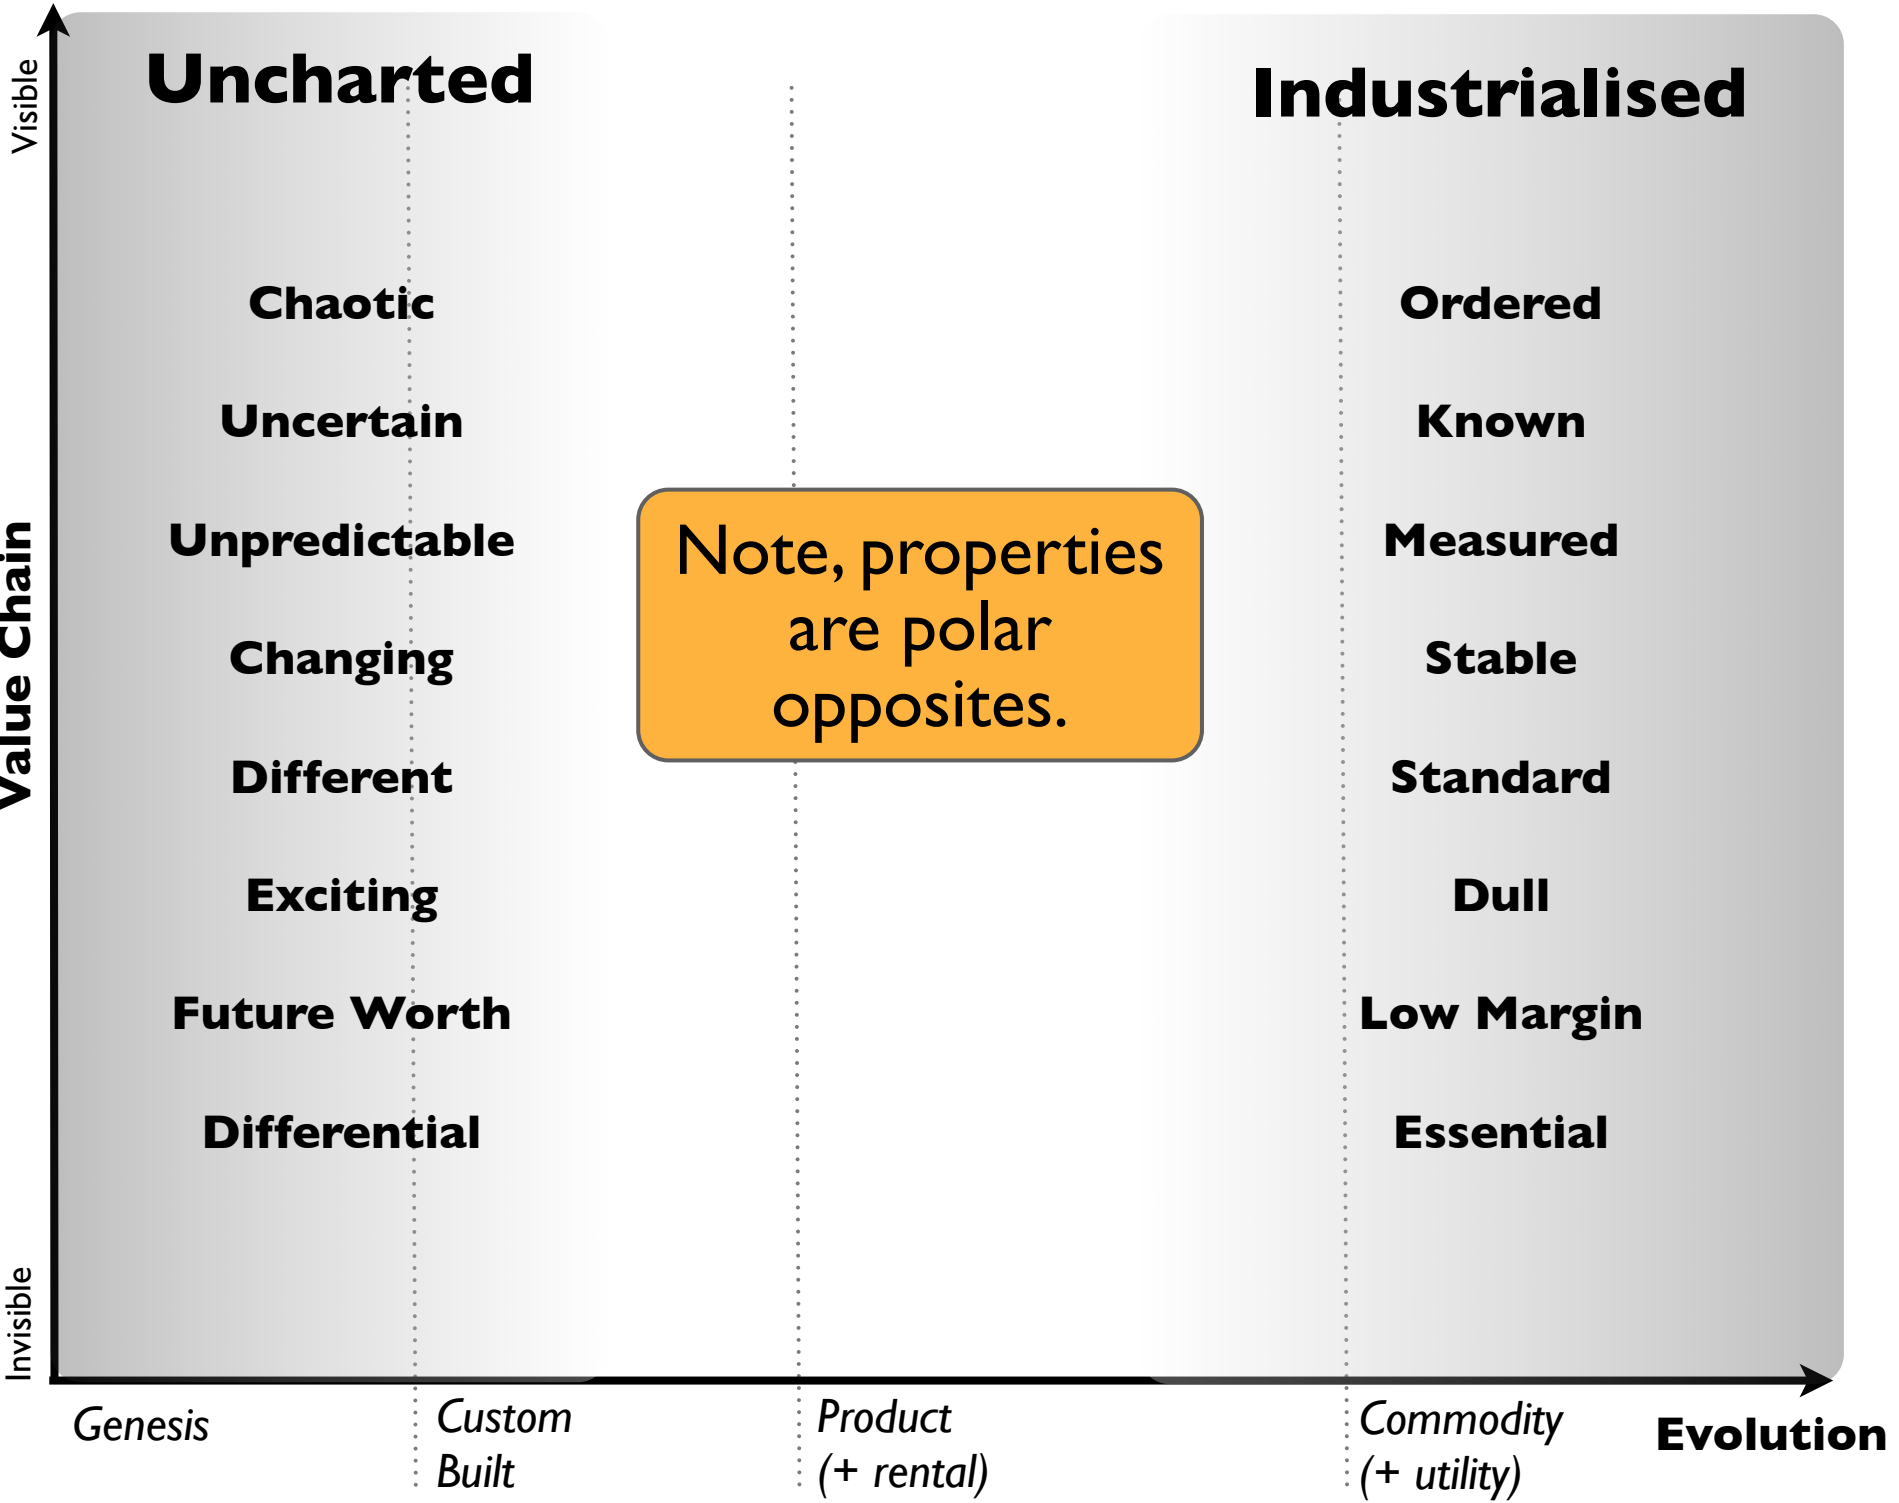 Visible
Uncharted
Industrialised
Chaotic
Ordered
Uncertain
Known
Unpredictable
Measured
Note, properties
are polar
opposites.
Value Chain
Changing
Stable
Different
Standard
Exciting
Dull
Future Worth
Low Margin
Differential
Essential
Invisible
Genesis
Custom
Built
Product
(+ rental)
Commodity
(+ utility)
Evolution